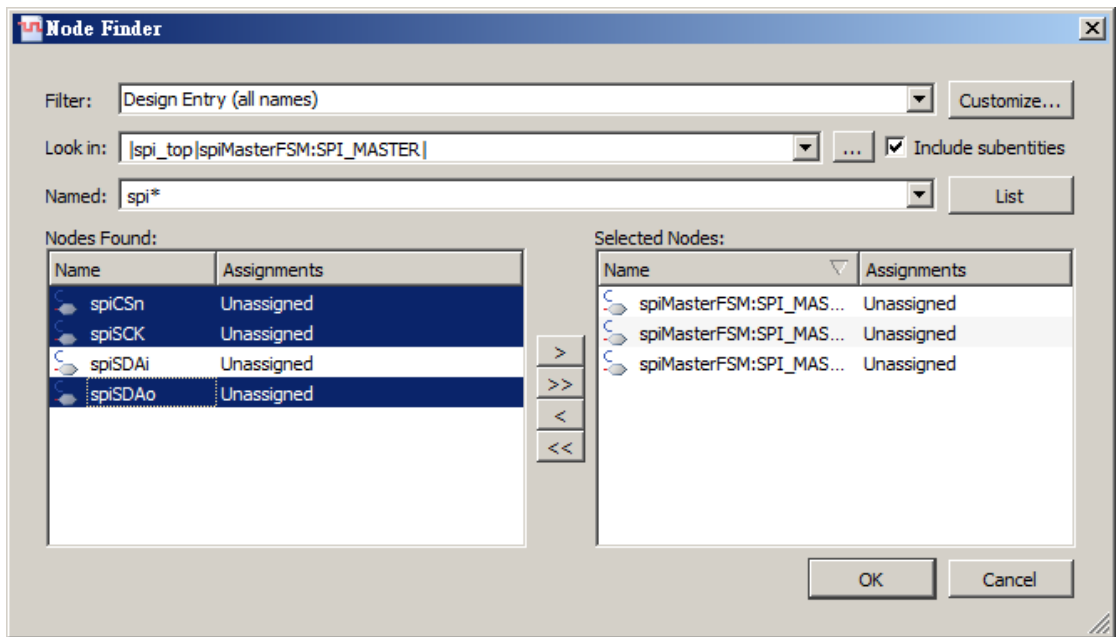 Node Finder
Filter: Design Entry (all names) Customize...
Look in: |spi_top|spiMasterFSM:SPI_MASTER| ... Include subentities
Named: spi* List
Nodes Found: Selected Nodes:
Name Assignments Name Assignments
spiCSn Unassigned spiMasterFSM:SPI_MAS... Unassigned
spiSCK Unassigned spiMasterFSM:SPI_MAS... Unassigned
spiSDAi Unassigned spiMasterFSM:SPI_MAS... Unassigned
spiSDAo Unassigned
>
>>
<
<<
OK Cancel